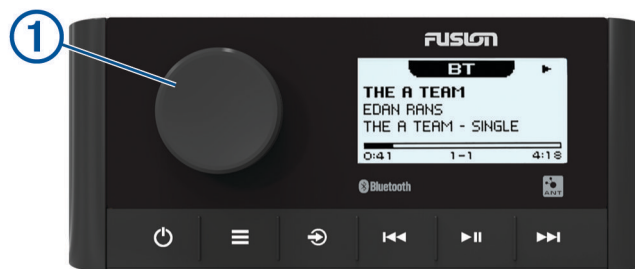 1
FUSION
BT
THE A TEAM
EDAN RANS
THE A TEAM - SINGLE
0:41 1-1 4:18
Bluetooth
ANT